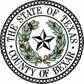 THE STATE OF TEXAS
COUNTY OF BEXAR